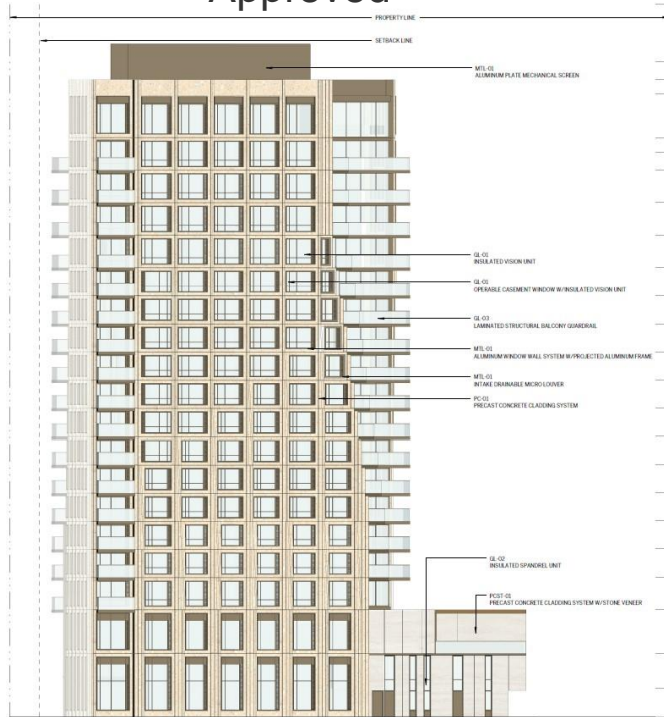 Approved
PROPERTY LINE
SETBACK LINE
MTL-01
ALUMINUM PLATE MECHANICAL SCREEN
GL-01
INSULATED VISION UNIT
GL-01
OPERABLE CASEMENT WINDOW W/INSULATED VISION UNIT
GL-03
LAMINATED STRUCTURAL BALCONY GUARDRAIL
MTL-01
ALUMINUM WINDOW WALL SYSTEM W/PROJECTED ALUMINUM FRAME
MTL-01
INTAKE DRAINABLE MICRO LOUVER
PC-01
PRECAST CONCRETE CLADDING SYSTEM
GL-02
INSULATED SPANDREL UNIT
PCST-01
PRECAST CONCRETE CLADDING SYSTEM W/STONE VENEER